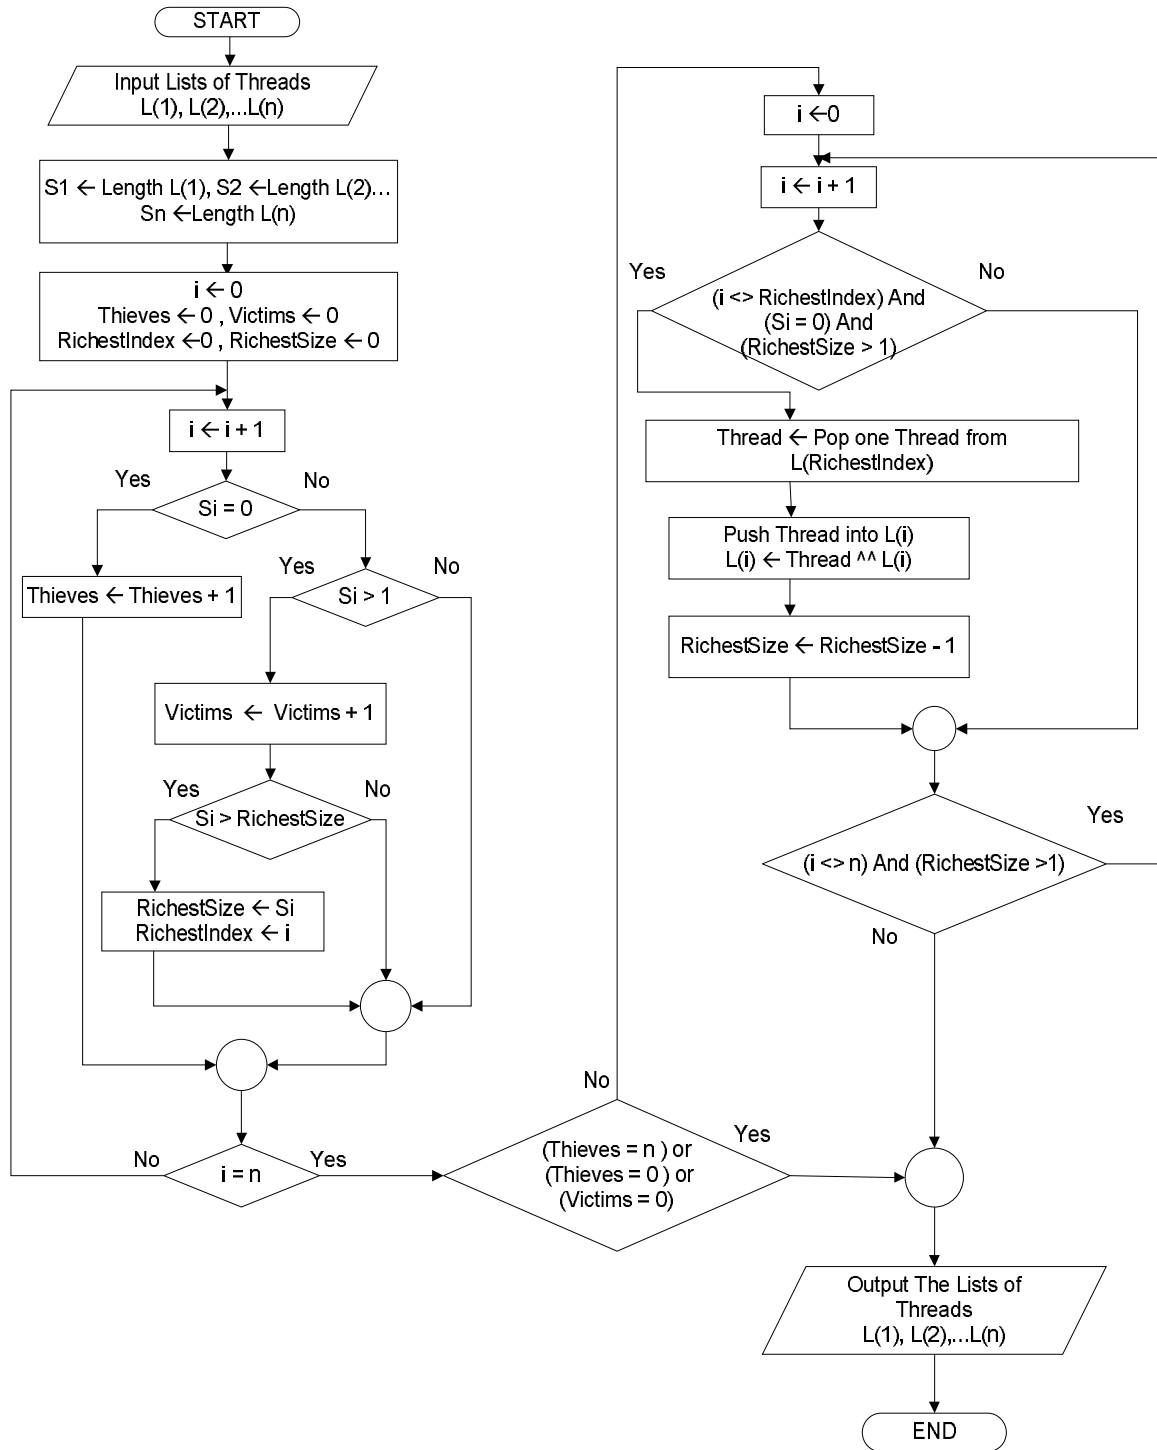 START
Input Lists of Threads
L(1), L(2),...L(n)
S1 ← Length L(1), S2 ←Length L(2)...
Sn ←Length L(n)
i ← 0
Thieves ←0 , Victims ← 0
RichestIndex ←0 , RichestSize ← 0
i ← i + 1
Yes
No
Si = 0
Thieves ← Thieves + 1
Yes
No
Si > 1
Victims ← Victims + 1
Yes
No
Si > RichestSize
RichestSize ← Si
RichestIndex ← i
No
i = n
Yes
No
(Thieves = n ) or
(Thieves = 0 ) or
(Victims = 0)
Yes
i ←0
i ← i + 1
Yes
No
(i <> RichestIndex) And
(Si = 0) And
(RichestSize > 1)
Thread ← Pop one Thread from
L(RichestIndex)
Push Thread into L(i)
L(i) ← Thread ^^ L(i)
RichestSize ← RichestSize - 1
Yes
(i <> n) And (RichestSize >1)
No
Output The Lists of
Threads
L(1), L(2),...L(n)
END